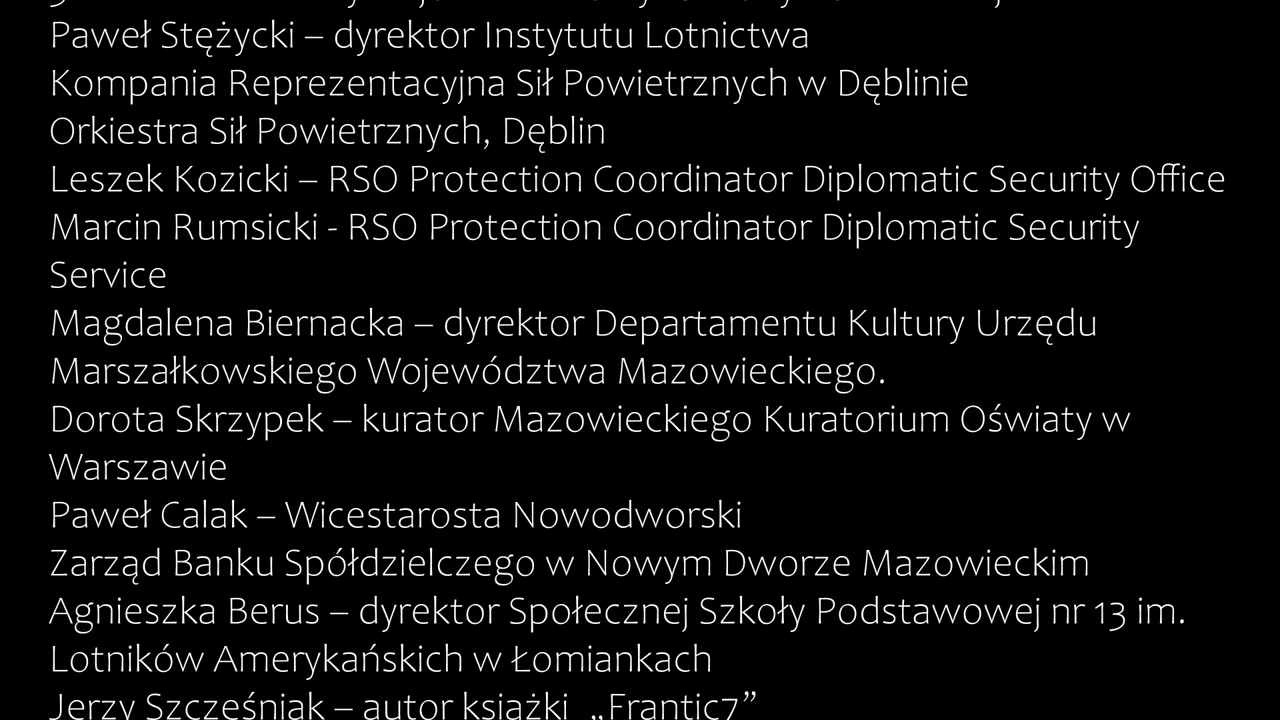 Paweł Stężycki – dyrektor Instytutu Lotnictwa
Kompania Reprezentacyjna Sił Powietrznych w Dęblinie
Orkiestra Sił Powietrznych, Dęblin
Leszek Kozicki – RSO Protection Coordinator Diplomatic Security Office
Marcin Rumsicki - RSO Protection Coordinator Diplomatic Security
Service
Magdalena Biernacka – dyrektor Departamentu Kultury Urzędu
Marszałkowskiego Województwa Mazowieckiego.
Dorota Skrzypek – kurator Mazowieckiego Kuratorium Oświaty w
Warszawie
Paweł Calak – Wicestarosta Nowodworski
Zarząd Banku Spółdzielczego w Nowym Dworze Mazowieckim
Agnieszka Berus – dyrektor Społecznej Szkoły Podstawowej nr 13 im.
Lotników Amerykańskich w Łomiankach
Jerzy Szcześniak – autor książki „Frantic7”